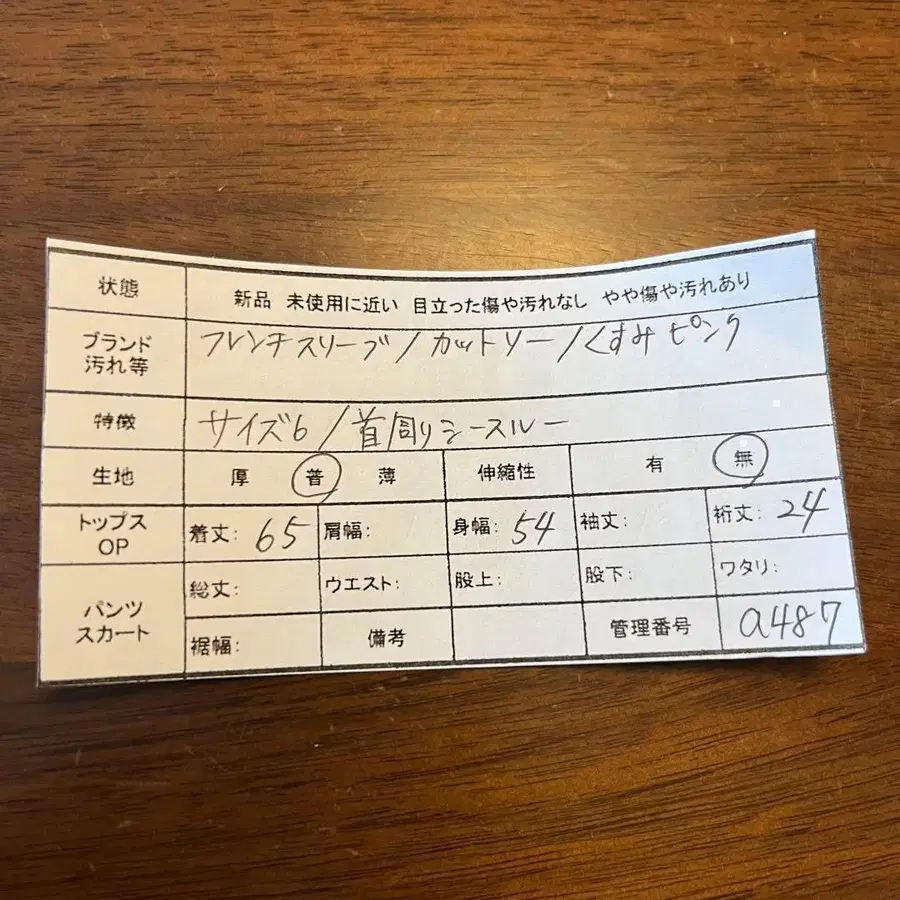 状態 新品 未使用に近い 目立った傷や汚れなし やや傷や汚れあり
ブランド フレンチスリーブ/カットソー/くすみピンク
汚れ等
特徴 サイズ6/首周りシースルー
生地 厚 普 薄 伸縮性 有 無
トップス
OP 着丈: 65 肩幅: 身幅: 54 袖丈: 裄丈: 24
総丈: ウエスト: 股上: 股下: ワタリ:
パンツ
スカート
裾幅: 備考 管理番号 a487